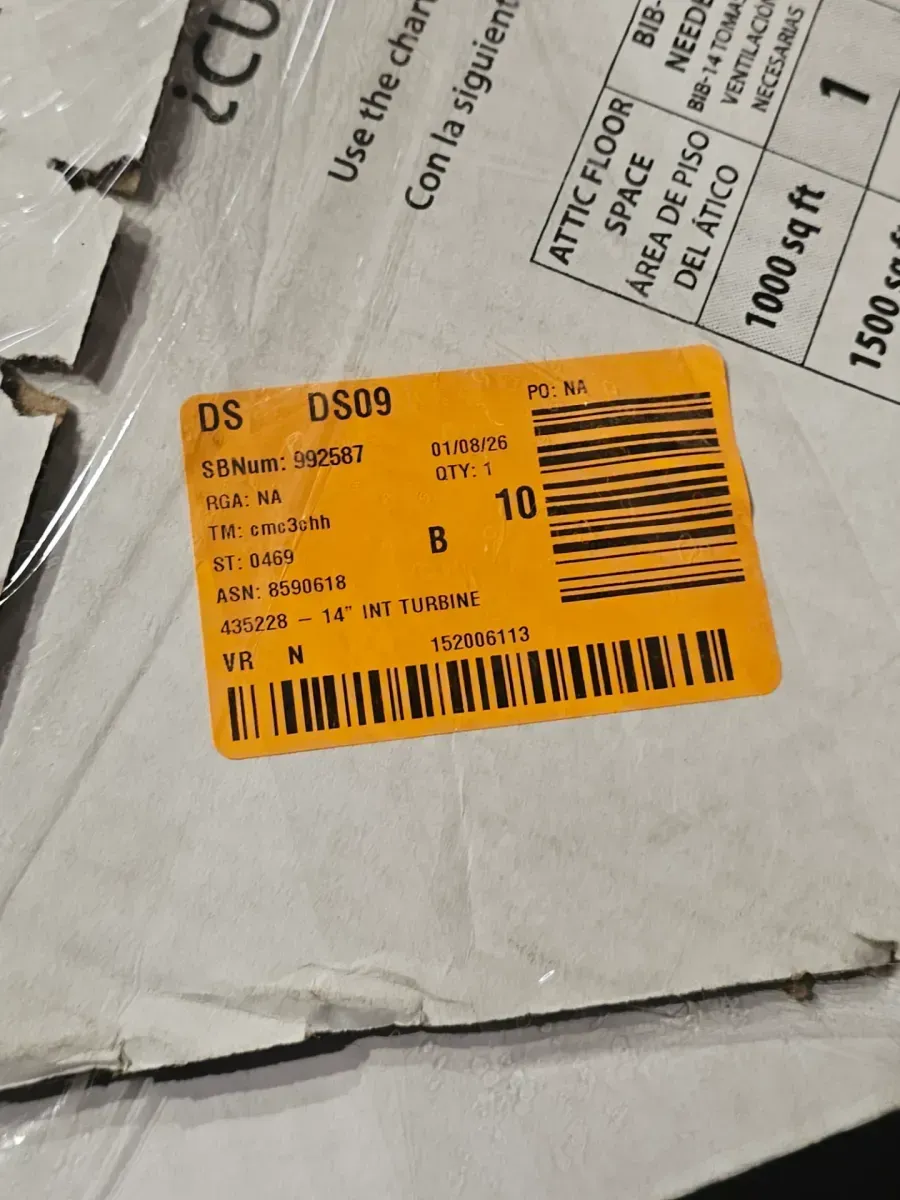 ¿CU
Use the char
Con la siguient
ATTIC FLOOR
SPACE
ÁREA DE PISO
DEL ÁTICO
BIB-
NEEDE
BIB-14 TOMAS
VENTILACIÓN
NECESARIAS
1000 sq ft
1
1500 sq f
DS DS09
PO: NA
SBNum: 992587
01/08/26
RGA: NA
QTY: 1
TM: cmc3chh
10
ST: 0469
B
ASN: 8590618
435228 – 14" INT TURBINE
VR N
152006113